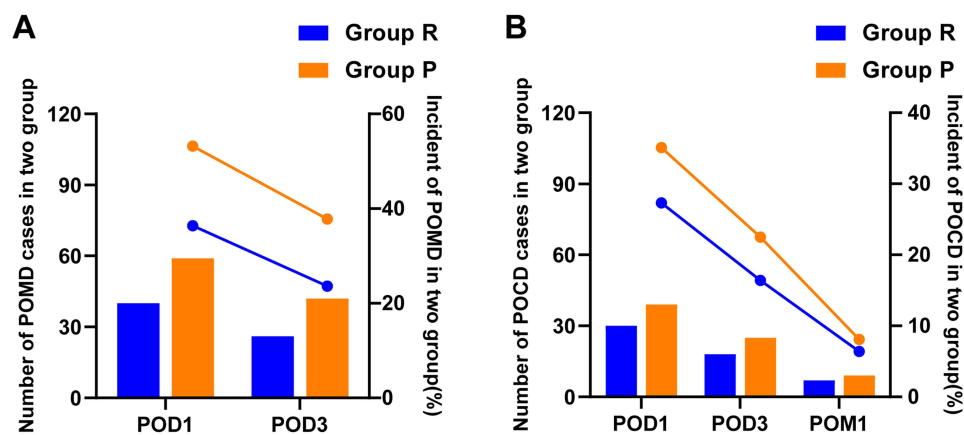 A
Group R
Group P
Number of POMD cases in two group
120
90
60
30
0
POD1 POD3
60
40
20
0
Incident of POMD in two group(%)
B
Group R
Group P
Number of POCD cases in two group
120
90
60
30
0
POD1 POD3 POM1
40
30
20
10
0
Incident of POCD in two group(%)